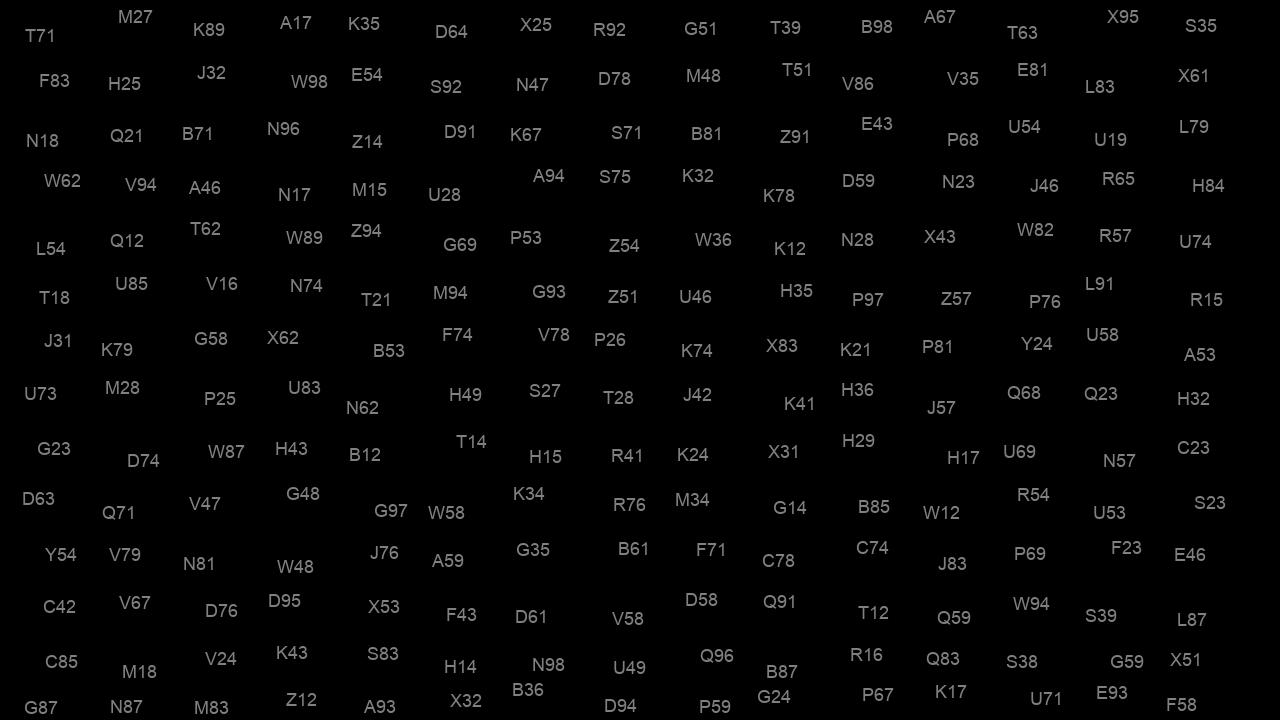 T71 M27 K89 A17 K35 D64 X25 R92 G51 T39 B98 A67 T63 X95 S35
F83 H25 J32 W98 E54 S92 N47 D78 M48 T51 V86 V35 E81 L83 X61
N18 Q21 B71 N96 Z14 D91 K67 S71 B81 Z91 E43 P68 U54 U19 L79
W62 V94 A46 N17 M15 U28 A94 S75 K32 K78 D59 N23 J46 R65 H84
L54 Q12 T62 W89 Z94 G69 P53 Z54 W36 K12 N28 X43 W82 R57 U74
T18 U85 V16 N74 T21 M94 G93 Z51 U46 H35 P97 Z57 P76 L91 R15
J31 K79 G58 X62 B53 F74 V78 P26 K74 X83 K21 P81 Y24 U58 A53
U73 M28 P25 U83 N62 H49 S27 T28 J42 K41 H36 J57 Q68 Q23 H32
G23 D74 W87 H43 B12 T14 H15 R41 K24 X31 H29 H17 U69 N57 C23
D63 Q71 V47 G48 G97 W58 K34 R76 M34 G14 B85 W12 R54 U53 S23
Y54 V79 N81 W48 J76 A59 G35 B61 F71 C78 C74 J83 P69 F23 E46
C42 V67 D76 D95 X53 F43 D61 V58 D58 Q91 T12 Q59 W94 S39 L87
C85 M18 V24 K43 S83 H14 N98 U49 Q96 B87 R16 Q83 S38 G59 X51
G87 N87 M83 Z12 A93 X32 B36 D94 P59 G24 P67 K17 U71 E93 F58